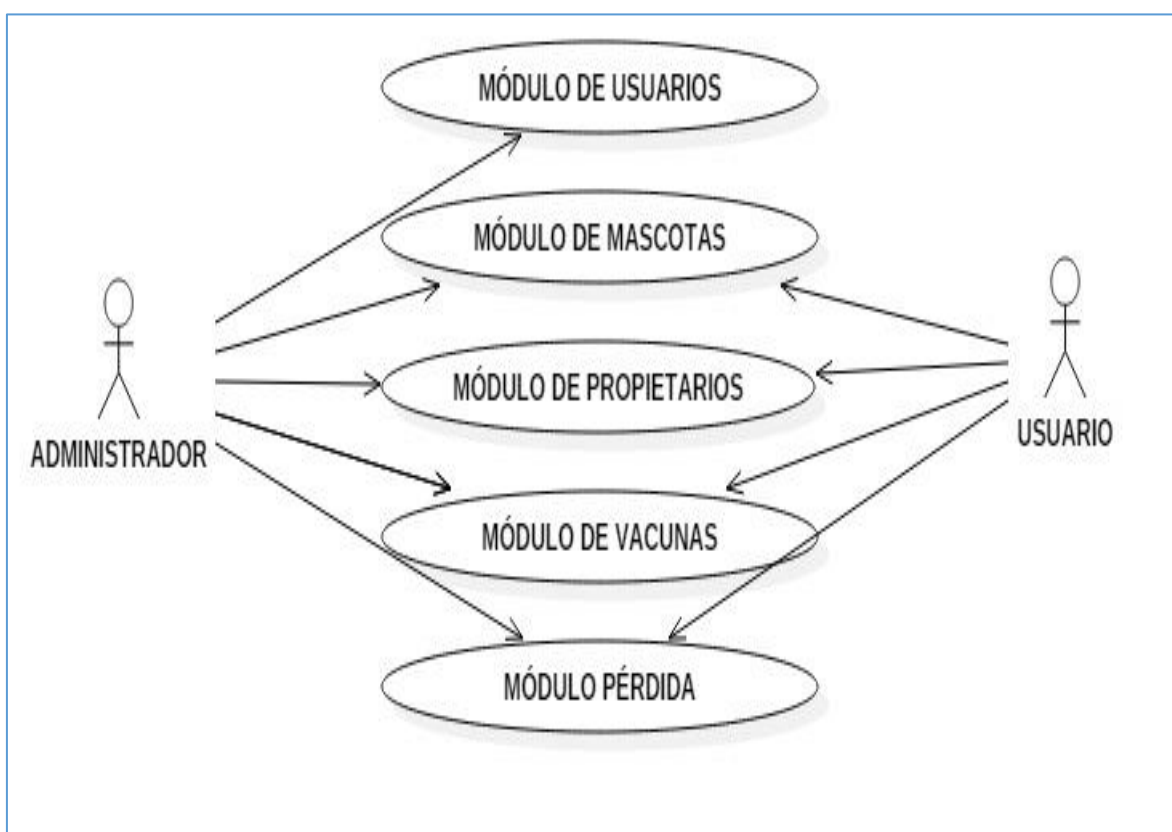 MÓDULO DE USUARIOS
MÓDULO DE MASCOTAS
MÓDULO DE PROPIETARIOS
ADMINISTRADOR
USUARIO
MÓDULO DE VACUNAS
MÓDULO PÉRDIDA